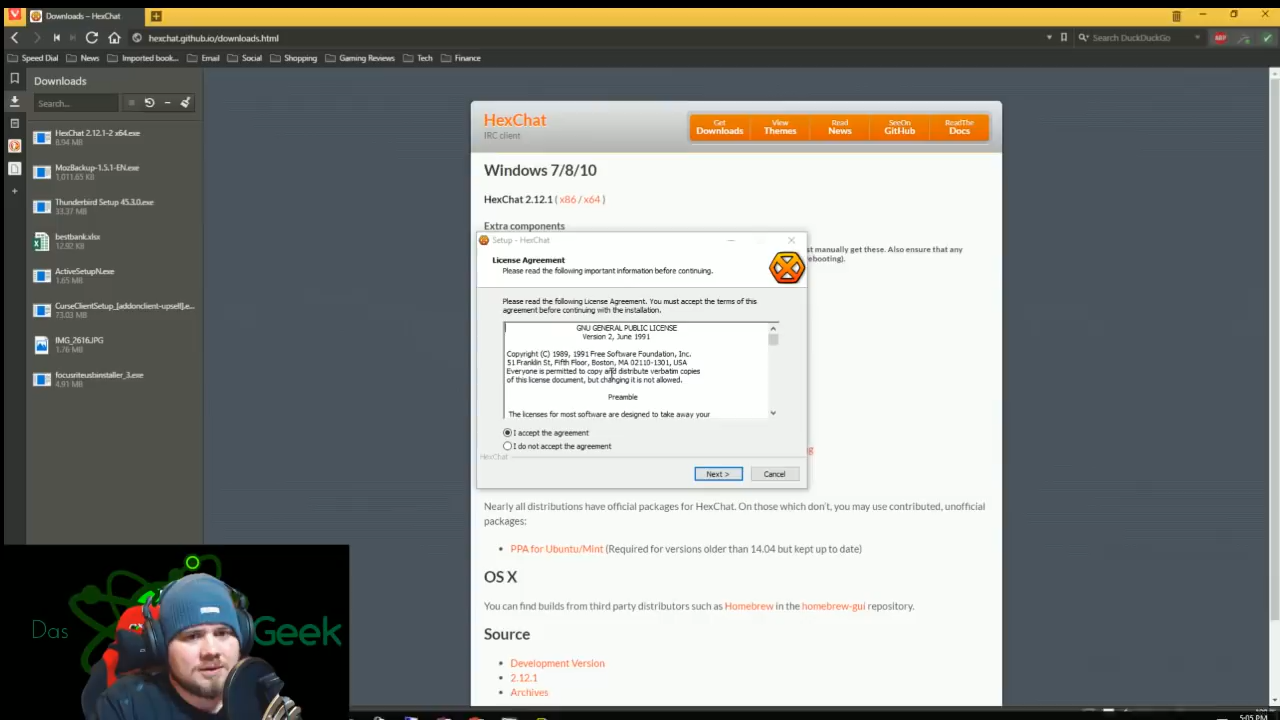 Downloads – HexChat
hexchat.github.io/downloads.html
Search DuckDuckGo
ABP
Speed Dial
News
Imported book...
Email
Social
Shopping
Gaming Reviews
Tech
Finance
Downloads
Search...
HexChat 2.12.1-2 x64.exe
8.94 MB
MozBackup-1.5.1-EN.exe
1,011.65 KB
Thunderbird Setup 45.3.0.exe
33.37 MB
bestbank.xlsx
12.92 KB
ActiveSetupN.exe
1.65 MB
CurseClientSetup_[addonclient-upsell].e...
73.03 MB
IMG_2616.JPG
1.76 MB
focusriteusbinstaller_3.exe
4.91 MB
HexChat
IRC client
Get
Downloads
View
Themes
Read
News
SeeOn
GitHub
ReadThe
Docs
Windows 7/8/10
HexChat 2.12.1 ( x86 / x64 )
Extra components
st manually get these. Also ensure that any
rebooting).
Setup - HexChat
License Agreement
Please read the following important information before continuing.
Please read the following License Agreement. You must accept the terms of this
agreement before continuing with the installation.
GNU GENERAL PUBLIC LICENSE
Version 2, June 1991
Copyright (C) 1989, 1991 Free Software Foundation, Inc.
51 Franklin St, Fifth Floor, Boston, MA 02110-1301, USA
Everyone is permitted to copy and distribute verbatim copies
of this license document, but changing it is not allowed.
Preamble
The licenses for most software are designed to take away your
I accept the agreement
I do not accept the agreement
HexChat
Next >
Cancel
g
Nearly all distributions have official packages for HexChat. On those which don't, you may use contributed, unofficial
packages:
• PPA for Ubuntu/Mint (Required for versions older than 14.04 but kept up to date)
OS X
You can find builds from third party distributors such as Homebrew in the homebrew-gui repository.
Source
• Development Version
• 2.12.1
• Archives
Das Geek
5:05 PM